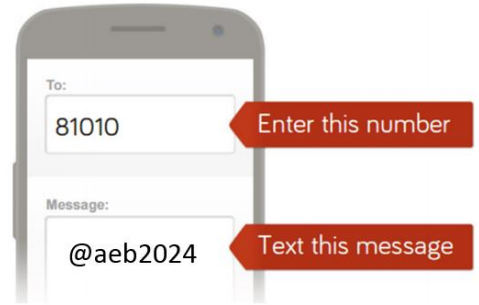 To:
81010
Enter this number
Message:
@aeb2024
Text this message